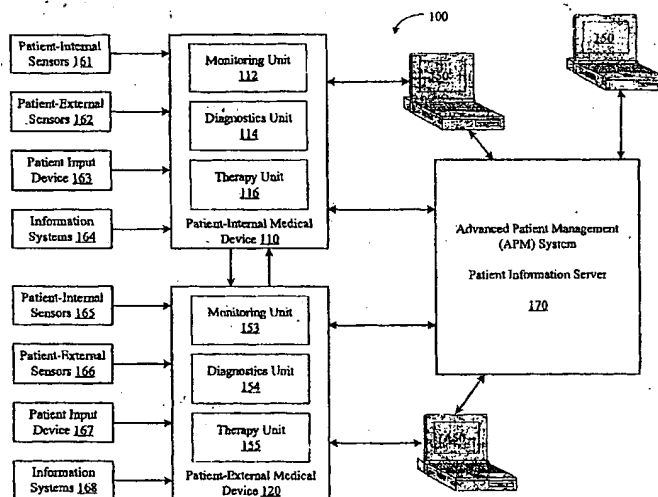 100
Patient-Internal
Sensors 161
Patient-External
Sensors 162
Patient Input
Device 163
Information
Systems 164
Monitoring Unit
112
Diagnostics Unit
114
Therapy Unit
116
Patient-Internal Medical
Device 110
150
150
Advanced Patient Management
(APM) System
Patient Information Server
170
Patient-Internal
Sensors 165
Patient-External
Sensors 166
Patient Input
Device 167
Information
Systems 168
Monitoring Unit
153
Diagnostics Unit
154
Therapy Unit
155
Patient-External Medical
Device 120
150